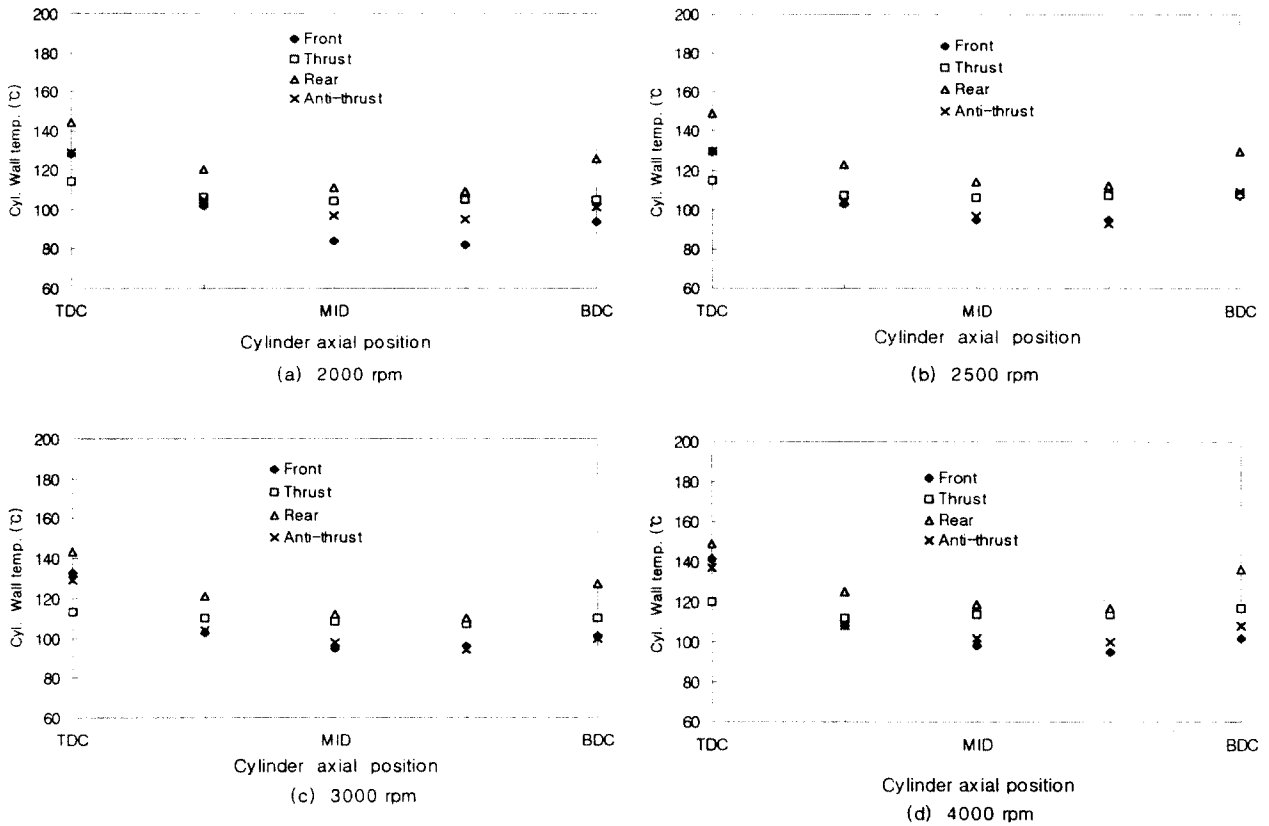 200
180
160
140
120
100
80
60
Cyl. Wall temp. (℃)
Front
Thrust
Rear
Anti-thrust
TDC
MID
BDC
Cylinder axial position
(a) 2000 rpm
200
180
160
140
120
100
80
60
Cyl. Wall temp. (℃
Front
Thrust
Rear
Anti-thrust
TDC
MID
BDC
Cylinder axial position
(b) 2500 rpm
200
180
160
140
120
100
80
60
Cyl. Wall temp. (℃)
Front
Thrust
Rear
Anti-thrust
TDC
MID
BDC
Cylinder axial position
(c) 3000 rpm
200
180
160
140
120
100
80
60
Cyl. Wall temp. (℃
Front
Thrust
Rear
Anti-thrust
TDC
MID
BDC
Cylinder axial position
(d) 4000 rpm